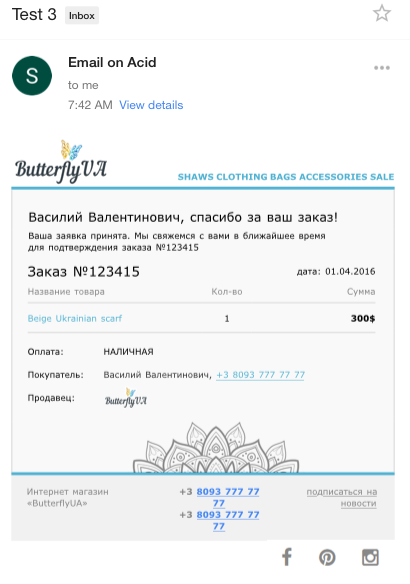 Test 3 Inbox
S
Email on Acid
to me
7:42 AM View details
ButterflyUA
SHAWS CLOTHING BAGS ACCESSORIES SALE
Василий Валентинович, спасибо за ваш заказ!
Ваша заявка принята. Мы свяжемся с вами в ближайшее время
для подтверждения заказа №123415
Заказ №123415 дата: 01.04.2016
Название товара Кол-во Сумма
Beige Ukrainian scarf 1 300$
Оплата: НАЛИЧНАЯ
Покупатель: Василий Валентинович, +3 8093 777 77 77
Продавец: ButterflyUA
Интернет магазин
«ButterflyUA»
+3 8093 777 77
77
+3 8093 777 77
77
подписаться на
новости